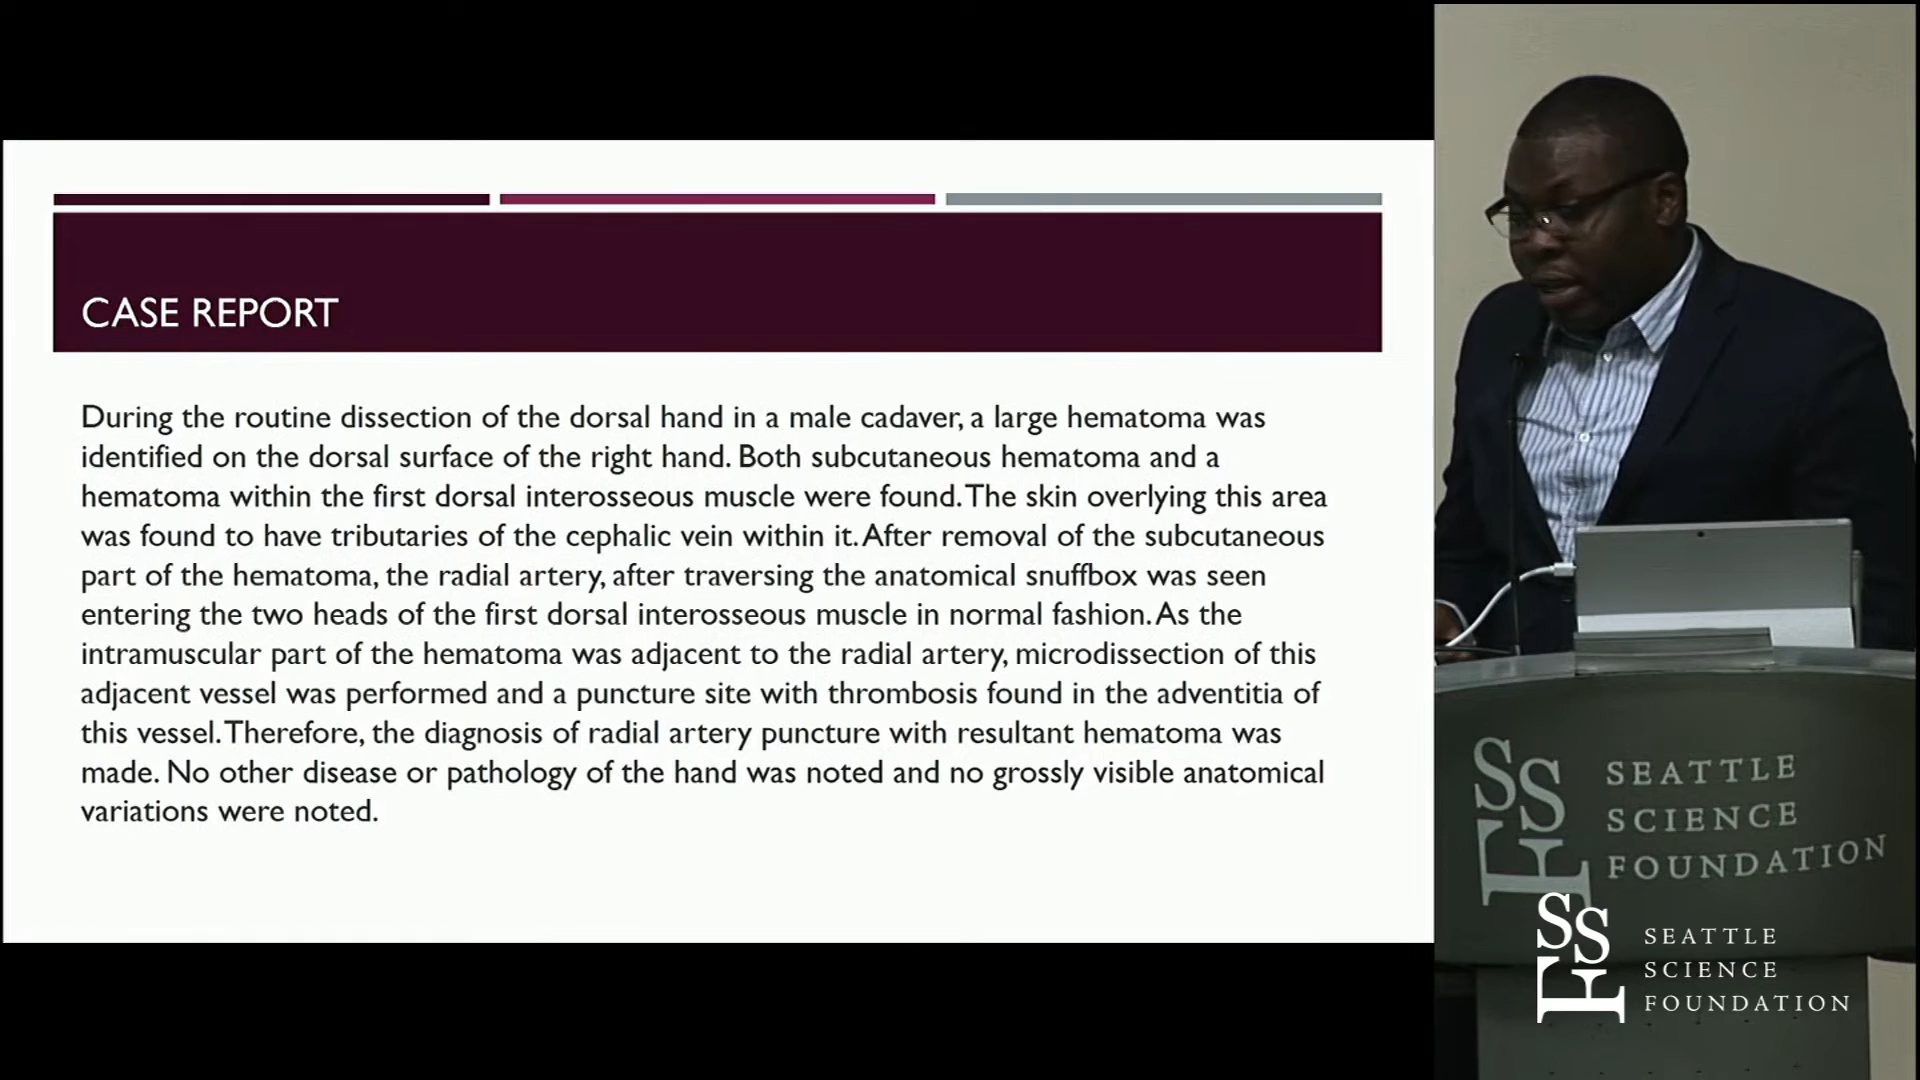 CASE REPORT
During the routine dissection of the dorsal hand in a male cadaver, a large hematoma was
identified on the dorsal surface of the right hand. Both subcutaneous hematoma and a
hematoma within the first dorsal interosseous muscle were found. The skin overlying this area
was found to have tributaries of the cephalic vein within it. After removal of the subcutaneous
part of the hematoma, the radial artery, after traversing the anatomical snuffbox was seen
entering the two heads of the first dorsal interosseous muscle in normal fashion. As the
intramuscular part of the hematoma was adjacent to the radial artery, microdissection of this
adjacent vessel was performed and a puncture site with thrombosis found in the adventitia of
this vessel. Therefore, the diagnosis of radial artery puncture with resultant hematoma was
made. No other disease or pathology of the hand was noted and no grossly visible anatomical
variations were noted.
SSF
SEATTLE
SCIENCE
FOUNDATION
SSF
SEATTLE
SCIENCE
FOUNDATION